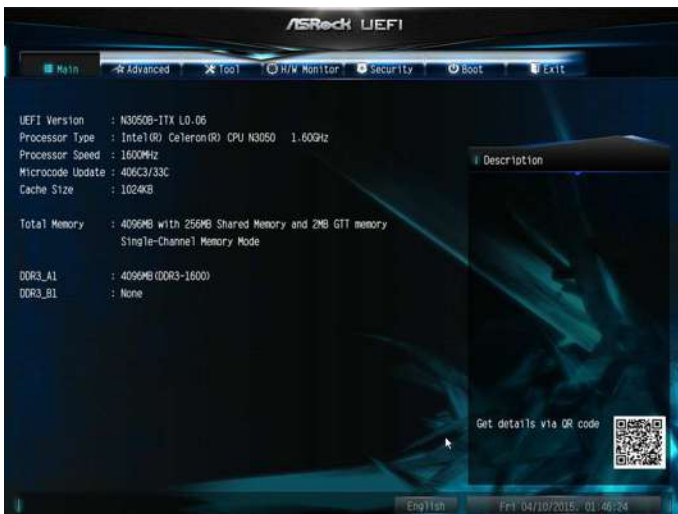 ASRock UEFI
Main Advanced Tool H/W Monitor Security Boot Exit
UEFI Version : N3050B-ITX L0.06
Processor Type : Intel(R) Celeron(R) CPU N3050 1.60GHz
Processor Speed : 1600MHz
Microcode Update : 406C3/33C
Cache Size : 1024KB
Total Memory : 4096MB with 256MB Shared Memory and 2MB GTT memory
Single-Channel Memory Mode
DDR3_A1 : 4096MB(DDR3-1600)
DDR3_B1 : None
Description
Get details via QR code
English Fri 04/10/2015. 01:46:24